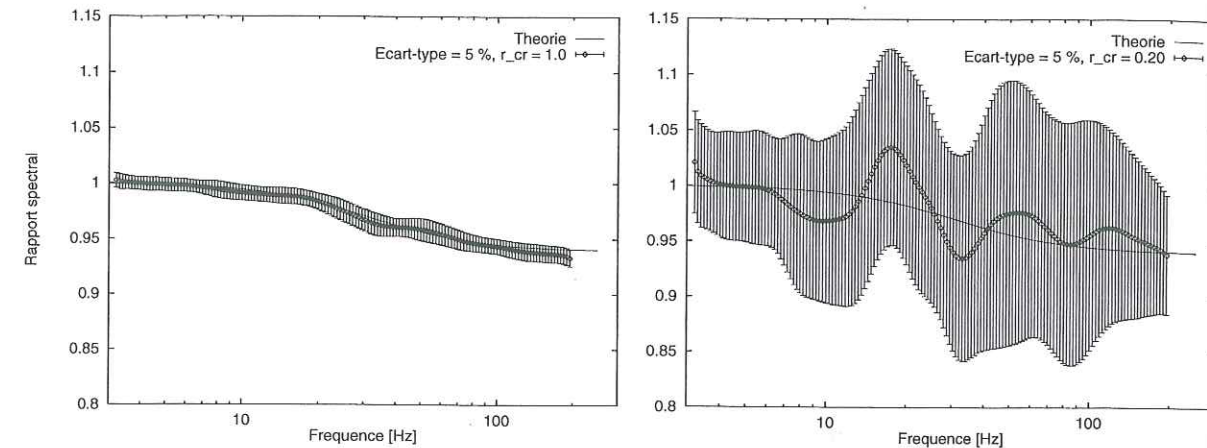 1.15
1.1
1.05
1
0.95
0.9
0.85
0.8
Rapport spectral
Theorie
Ecart-type = 5 %, r_cr = 1.0
10
100
Frequence [Hz]
1.15
1.1
1.05
1
0.95
0.9
0.85
0.8
Theorie
Ecart-type = 5 %, r_cr = 0.20
10
100
Frequence [Hz]